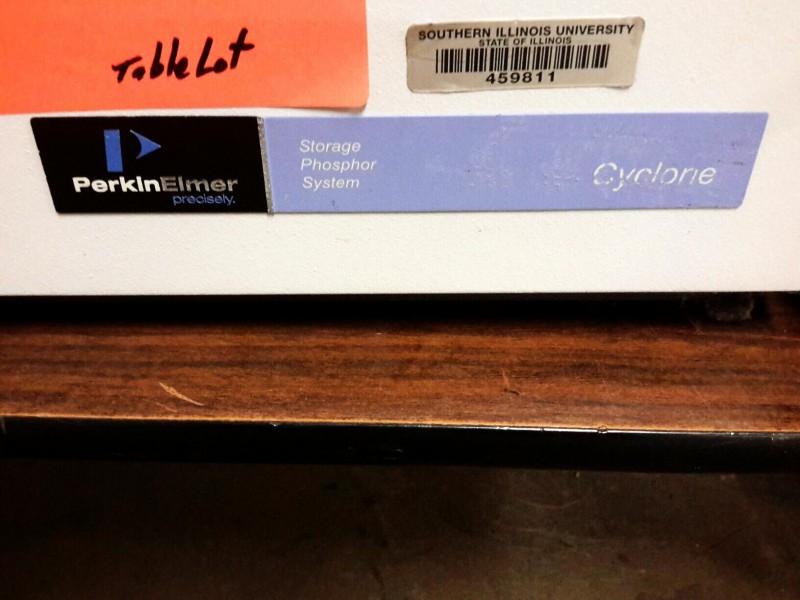 Table Lot
SOUTHERN ILLINOIS UNIVERSITY
STATE OF ILLINOIS
459811
PerkinElmer
precisely.
Storage
Phosphor
System
Cyclone